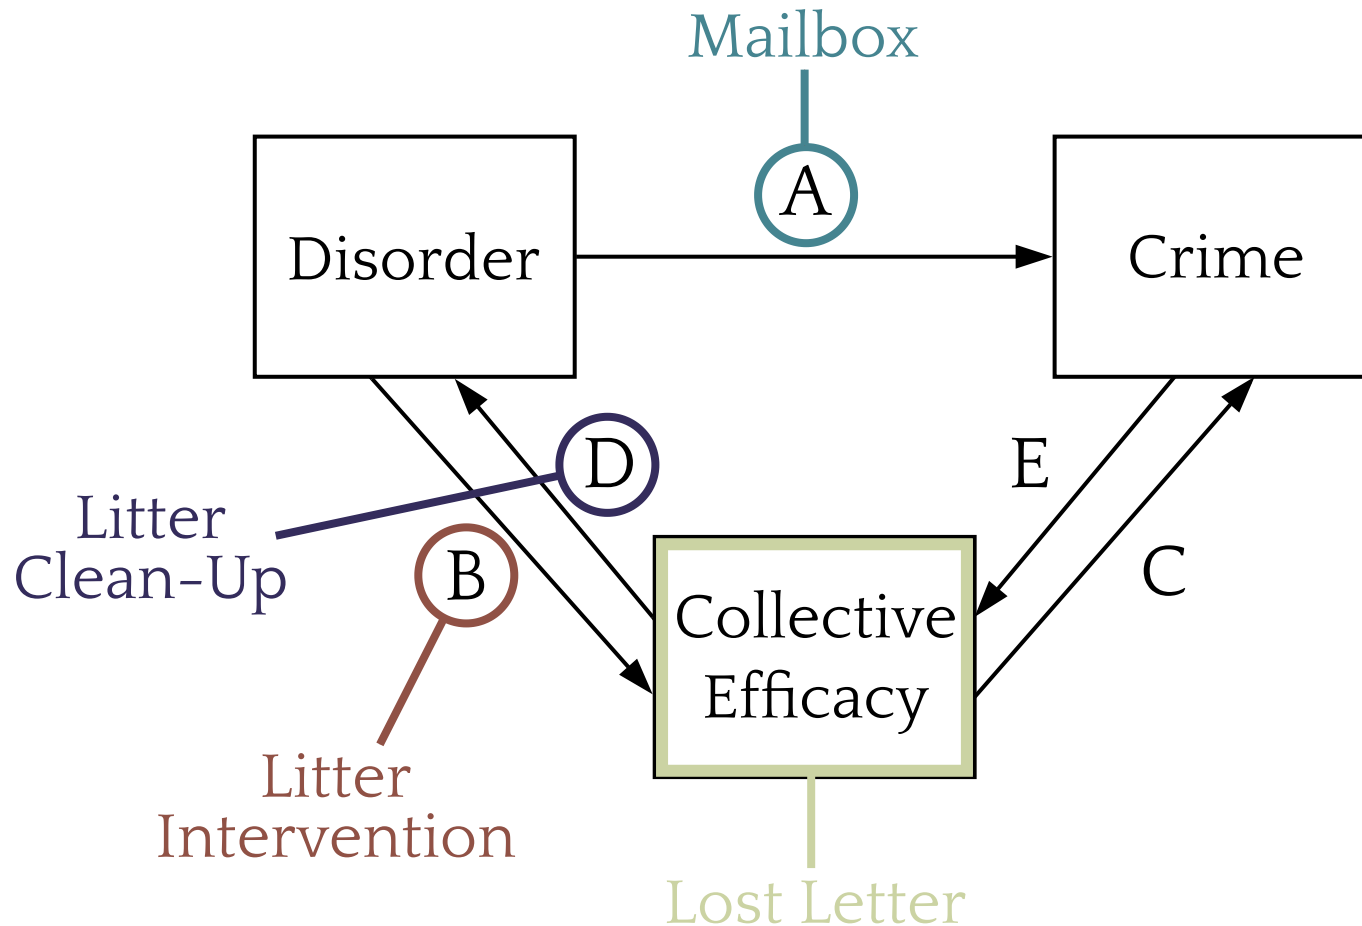 Mailbox
A
Disorder
Crime
D
E
Litter
Clean-Up
B
C
Collective
Efficacy
Litter
Intervention
Lost Letter